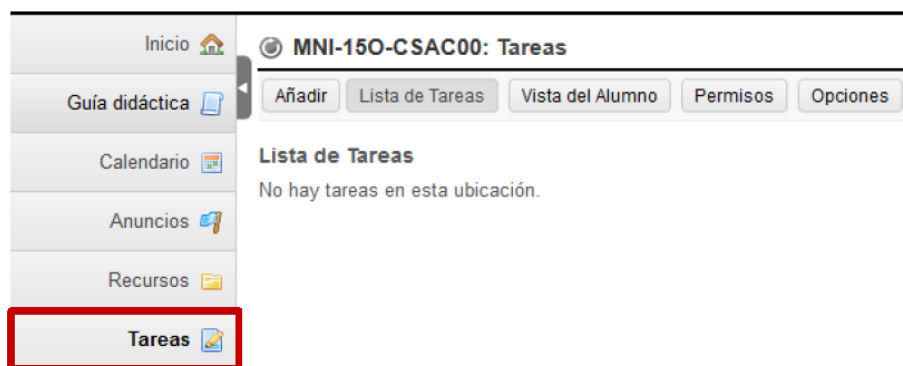 Inicio
Guía didáctica
Calendario
Anuncios
Recursos
Tareas
MNI-15O-CSAC00: Tareas
Añadir Lista de Tareas Vista del Alumno Permisos Opciones
Lista de Tareas
No hay tareas en esta ubicación.